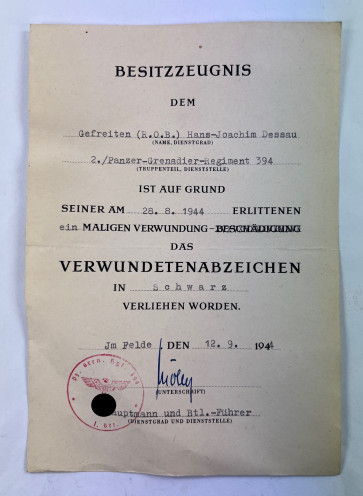 BESITZZEUGNIS
DEM
Gefreiten (R.O.B.) Hans-Joachim Dessau
(NAME, DIENSTGRAD)
2./Panzer-Grenadier-Regiment 394
(TRUPPENTEIL, DIENSTSTELLE)
IST AUF GRUND
SEINER AM 28. 8. 1944 ERLITTENEN
ein MALIGEN VERWUNDUNG-BESCHÄDIGUNG
DAS
VERWUNDETENABZEICHEN
IN Schwarz
VERLIEHEN WORDEN.
Jm Felde, DEN 12. 9. 1944
(UNTERSCHRIFT)
Hauptmann und Btl.-Führer
(DIENSTGRAD UND DIENSTSTELLE)